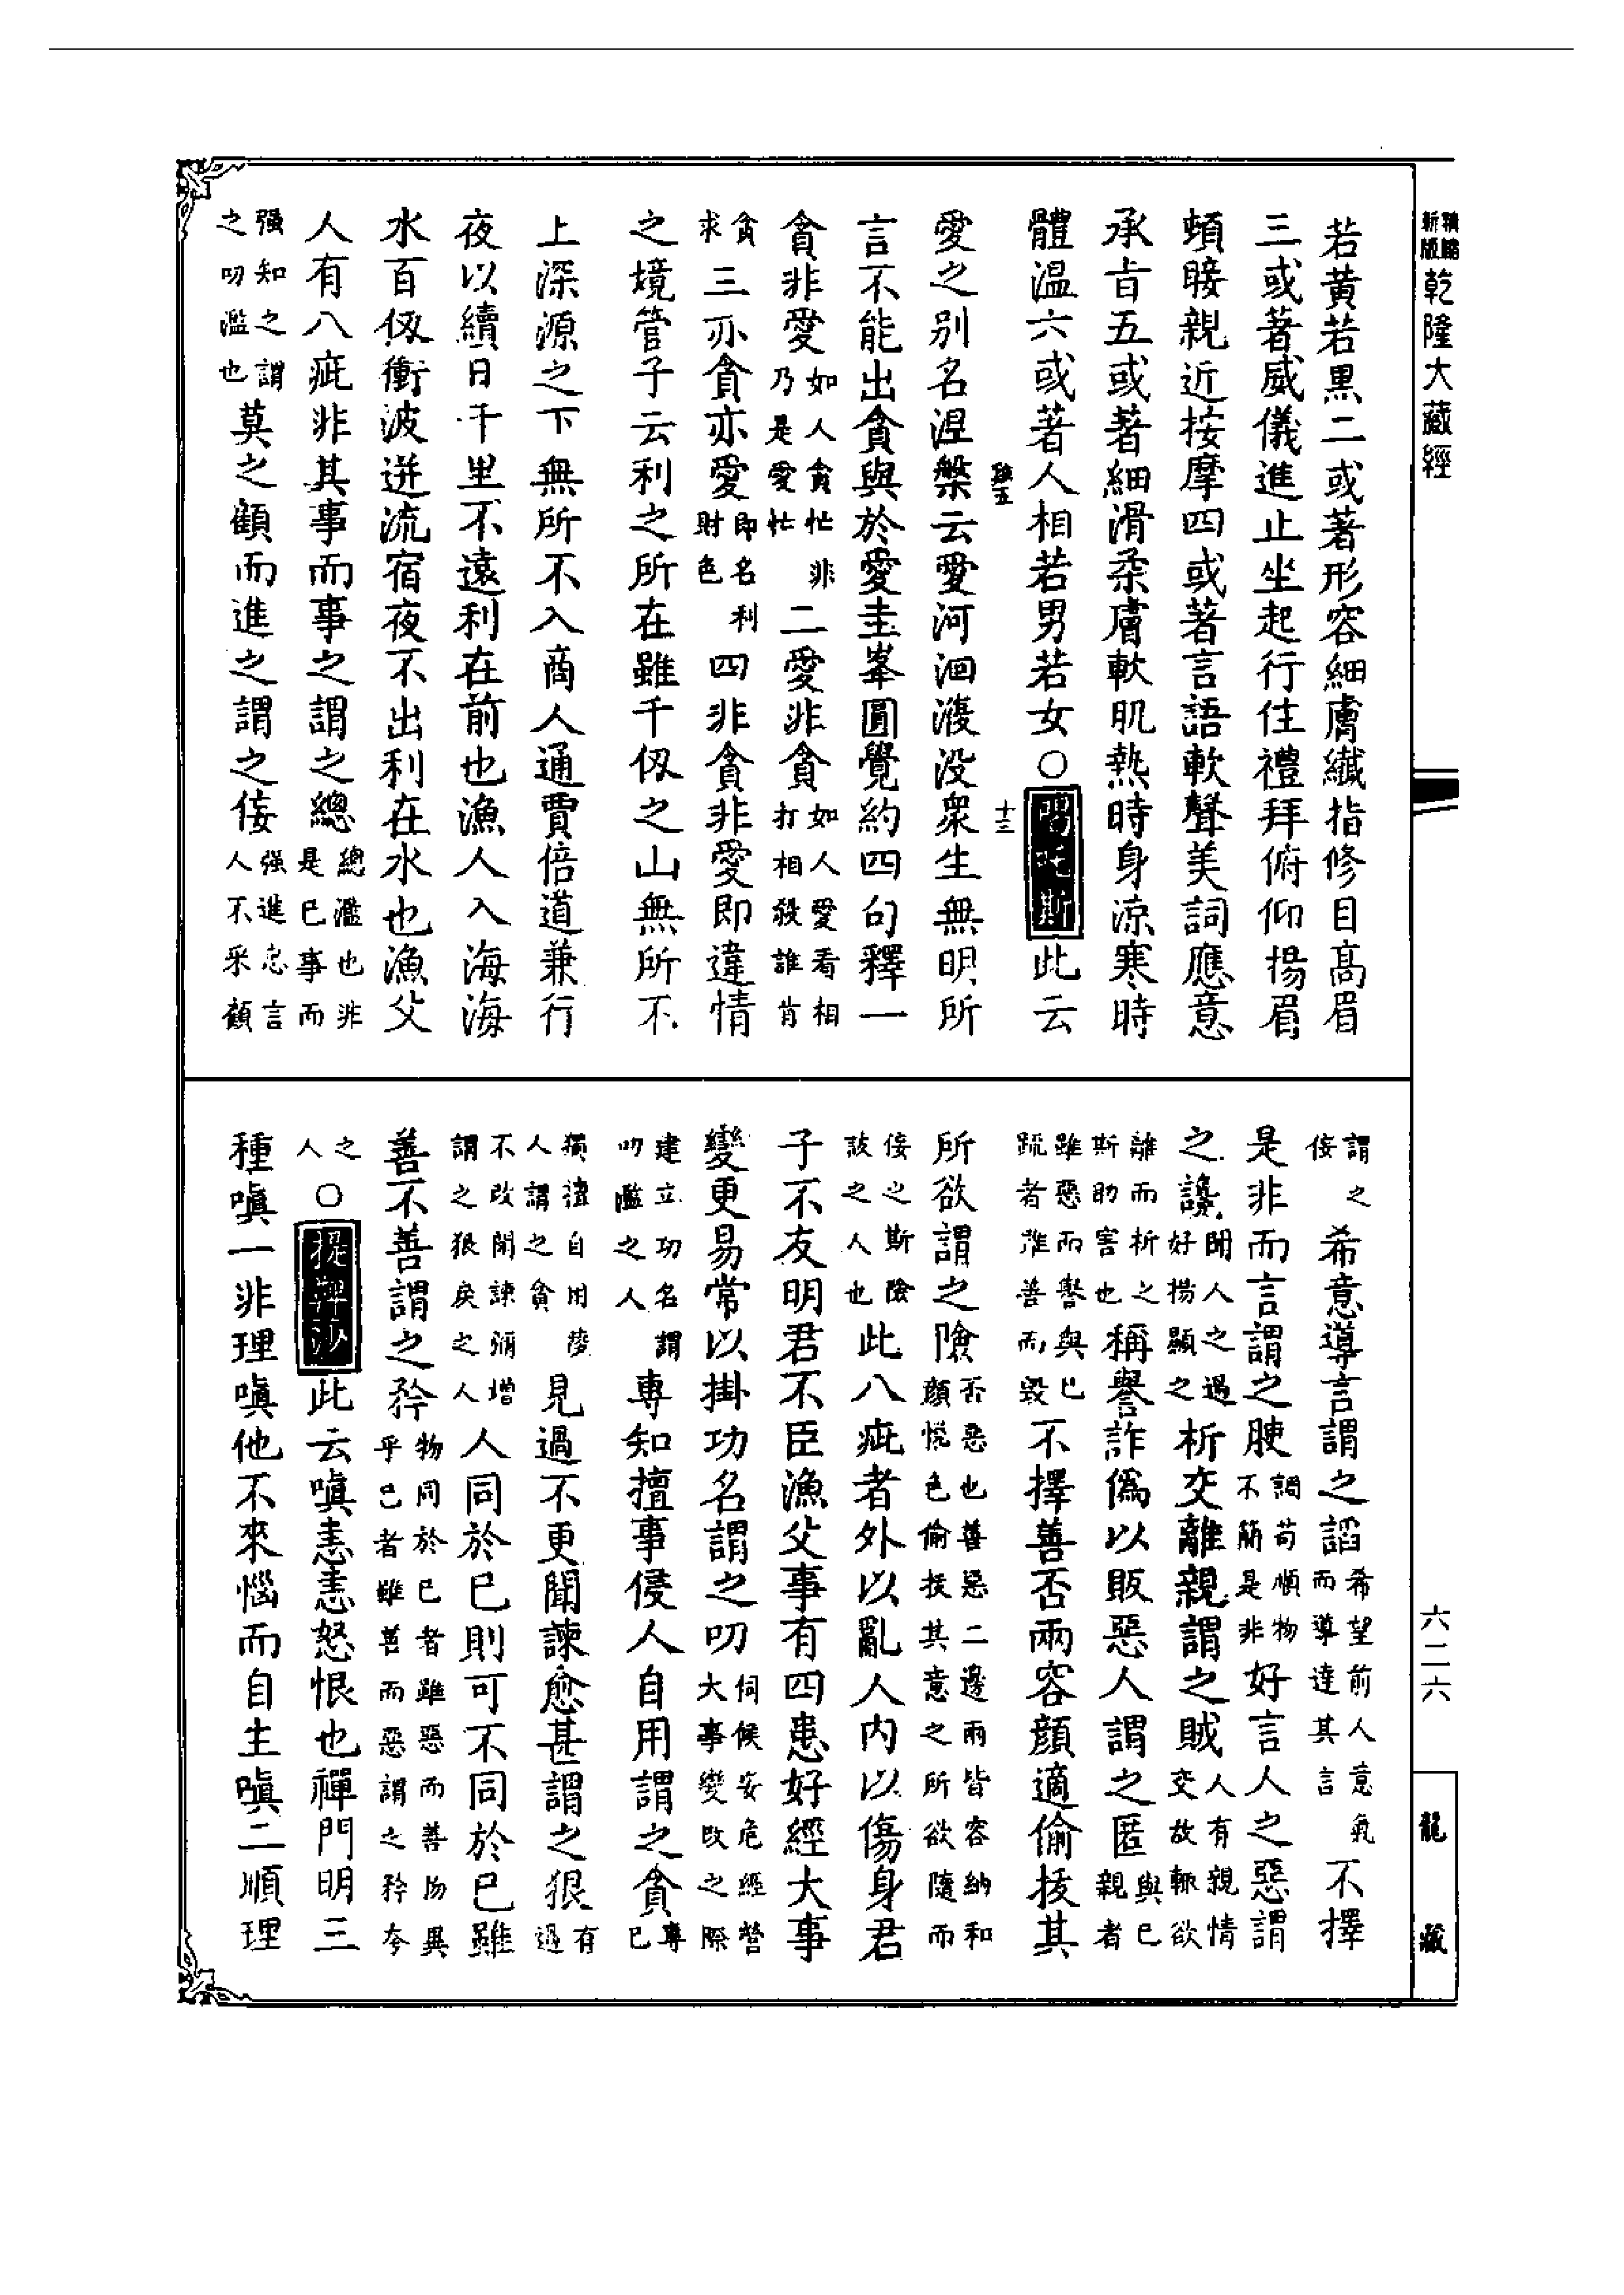 新版
乾隆大藏經
若黃若黑二或著形容細膚纎指修目高眉
三或著威儀進止坐起行住禮拜俯仰揚眉
頓睫親近按摩四或著言語軟聲美詞應意
承旨五或著細滑柔膚軟肌熱時身涼寒時
體溫六或著人相若男若女○此云
十三
愛之別名涅槃云愛河洄澓沒衆生無明所
言不能出貪與於愛圭峯圓覺約四句釋一
貪非愛如人貪忙非乃是愛忙二愛非貪如人愛看相打相殺誰肯
貪求三亦貪亦愛即名利財色四非貪非愛即違情
之境管子云利之所在雖千仭之山無所不
上深源之下無所不入商人通賈倍道兼行
夜以續日千里不遠利在前也漁人入海海
水百仭衝波迸流宿夜不出利在水也漁父
人有八疵非其事而事之謂之總總濫也非是已事而
强知之謂之叨濫也莫之顧而進之謂之佞强進忠言人不采顧
謂之佞希意導言謂之謟希望前人意氣而導達其言不擇
是非而言謂之腴謟苟順物不簡是非好言人之惡謂
之讒聞人之過好揚顯之析交離親謂之賊人有親情交故輙欲
離而析之斯助害也稱譽詐僞以販惡人謂之匿與已親者
雖惡而譽與已踈者雖善而毁不擇善否兩容顏適偷拔其
所欲謂之險否惡也善惡二邊兩皆容納和顏悅色偷拔其意之所欲隨而
佞之斯險詖之人也此八疵者外以亂人内以傷身君
子不友明君不臣漁父事有四患好經大事
變更易常以掛功名謂之叨伺候安危經營大事變改之際
建立功名謂叨濫之人專知擅事侵人自用謂之貪專已
獨擅自用陵人謂之貪見過不更聞諫愈甚謂之狠有過
不改聞諫彌增謂之狠戾之人人同於已則可不同於已雖
善不善謂之矜物同於已者雖惡而善物異乎已者雖善而惡謂之矜夸
之人○此云嗔恚恚怒恨也禪門明三
種嗔一非理嗔他不來惱而自生嗔二順理
六二六
龍藏